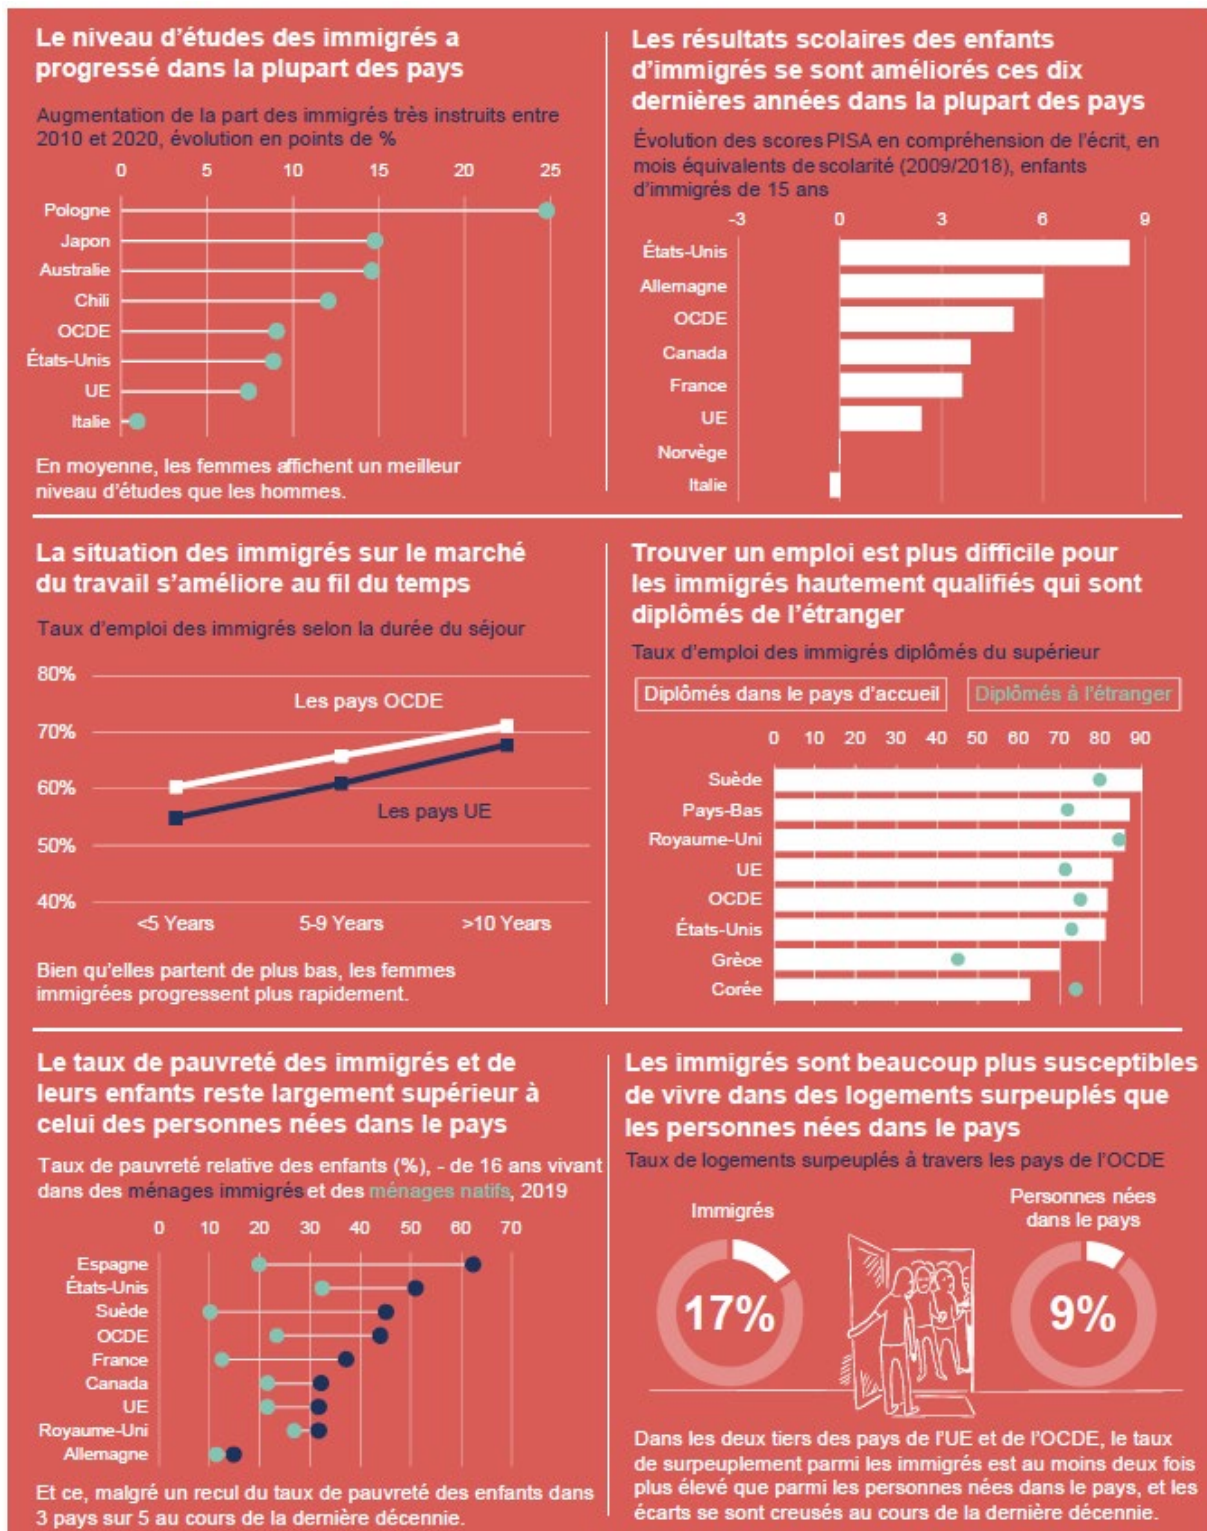 Le niveau d'études des immigrés a
progressé dans la plupart des pays
Augmentation de la part des immigrés très instruits entre
2010 et 2020, évolution en points de %
0 5 10 15 20 25
Pologne
Japon
Australie
Chili
OCDE
États-Unis
UE
Italie
En moyenne, les femmes affichent un meilleur
niveau d'études que les hommes.
Les résultats scolaires des enfants
d'immigrés se sont améliorés ces dix
dernières années dans la plupart des pays
Évolution des scores PISA en compréhension de l'écrit, en
mois équivalents de scolarité (2009/2018), enfants
d'immigrés de 15 ans
-3 0 3 6 9
États-Unis
Allemagne
OCDE
Canada
France
UE
Norvège
Italie
La situation des immigrés sur le marché
du travail s'améliore au fil du temps
Taux d'emploi des immigrés selon la durée du séjour
80%
Les pays OCDE
70%
60%
Les pays UE
50%
40%
<5 Years 5-9 Years >10 Years
Bien qu'elles partent de plus bas, les femmes
immigrées progressent plus rapidement.
Trouver un emploi est plus difficile pour
les immigrés hautement qualifiés qui sont
diplômés de l'étranger
Taux d'emploi des immigrés diplômés du supérieur
Diplômés dans le pays d'accueil Diplômés à l'étranger
0 10 20 30 40 50 60 70 80 90
Suède
Pays-Bas
Royaume-Uni
UE
OCDE
États-Unis
Grèce
Corée
Le taux de pauvreté des immigrés et de
leurs enfants reste largement supérieur à
celui des personnes nées dans le pays
Taux de pauvreté relative des enfants (%), - de 16 ans vivant
dans des ménages immigrés et des ménages natifs, 2019
0 10 20 30 40 50 60 70
Espagne
États-Unis
Suède
OCDE
France
Canada
UE
Royaume-Uni
Allemagne
Et ce, malgré un recul du taux de pauvreté des enfants dans
3 pays sur 5 au cours de la dernière décennie.
Les immigrés sont beaucoup plus susceptibles
de vivre dans des logements surpeuplés que
les personnes nées dans le pays
Taux de logements surpeuplés à travers les pays de l'OCDE
Immigrés
17%
Personnes nées
dans le pays
9%
Dans les deux tiers des pays de l'UE et de l'OCDE, le taux
de surpeuplement parmi les immigrés est au moins deux fois
plus élevé que parmi les personnes nées dans le pays, et les
écarts se sont creusés au cours de la dernière décennie.